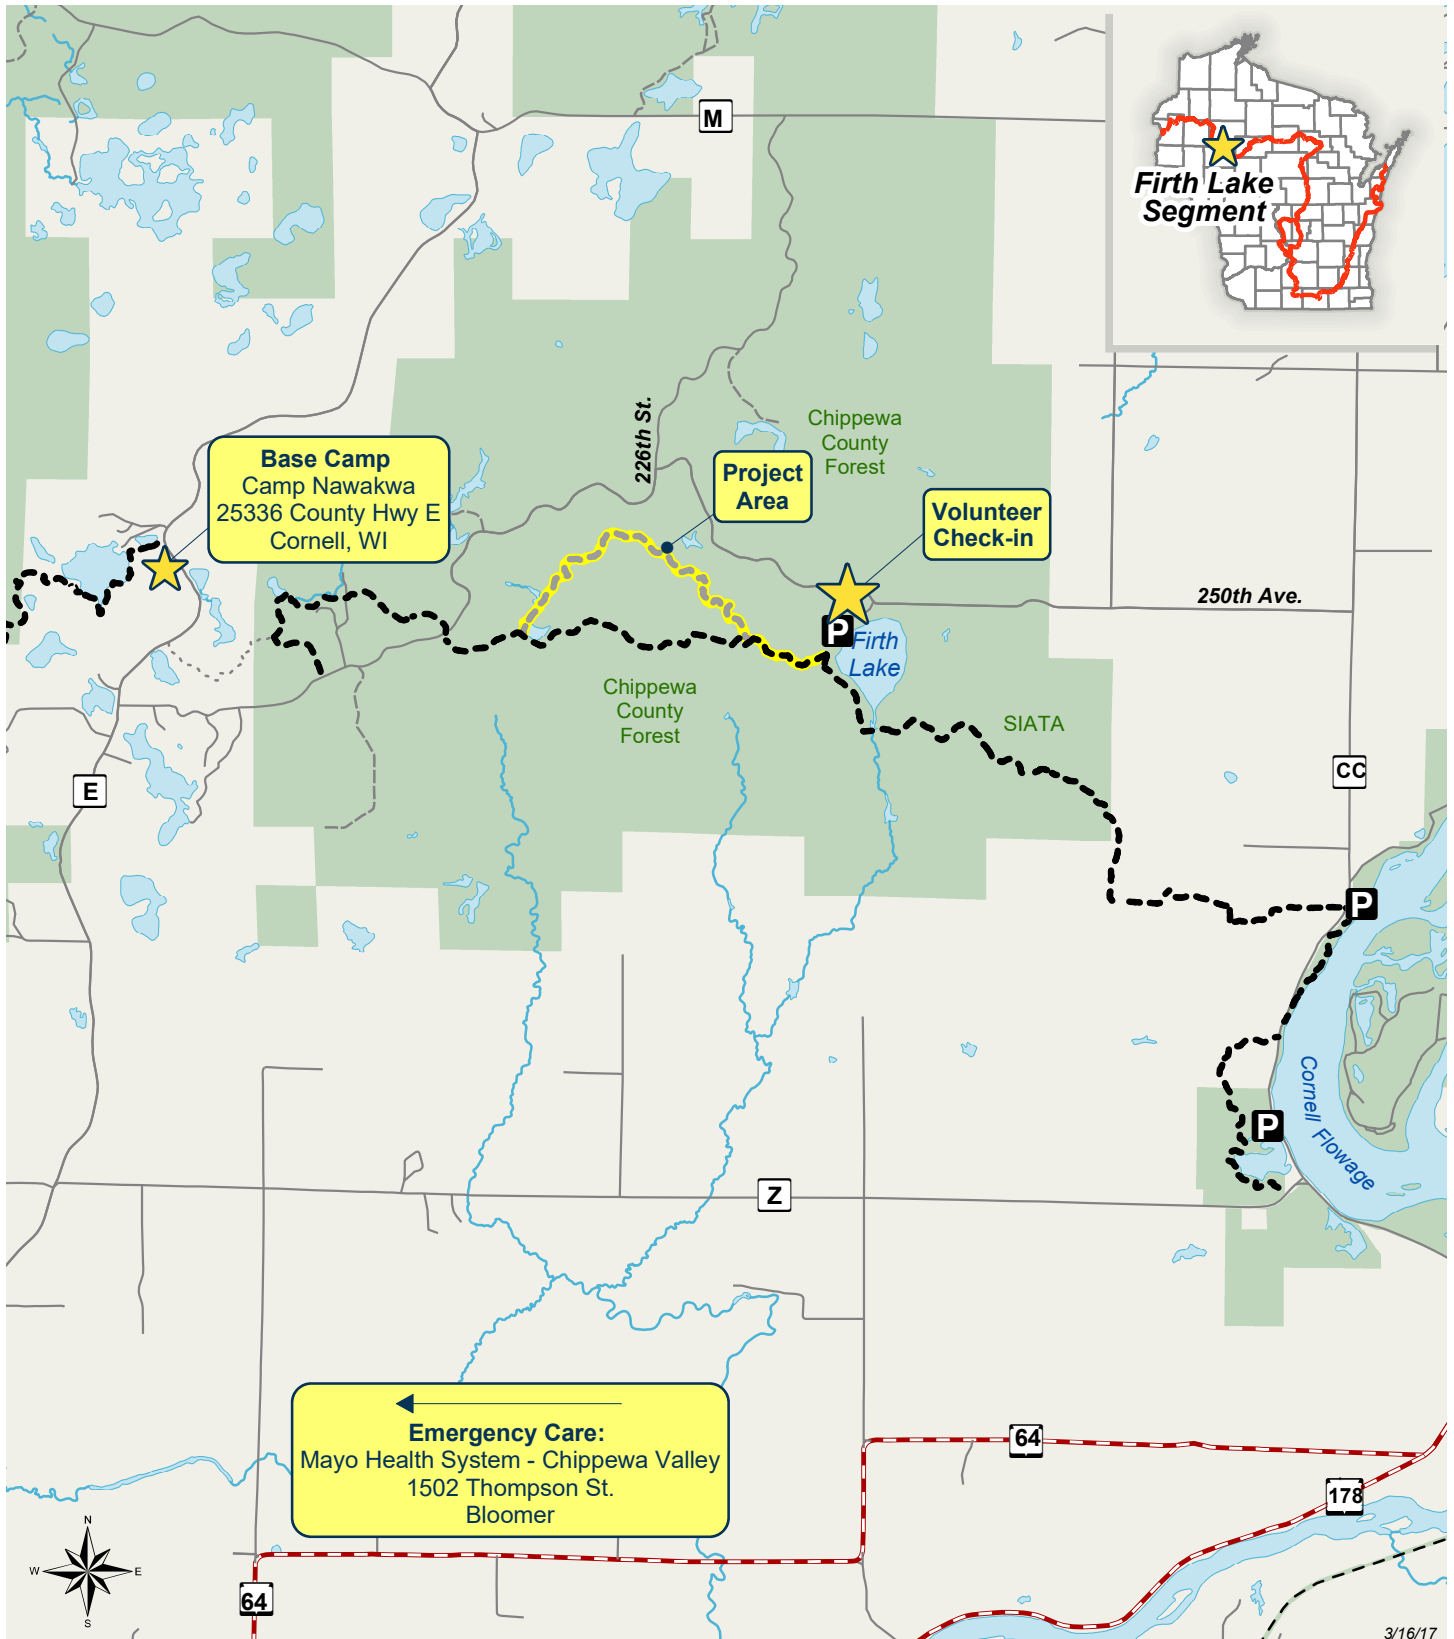 M
Firth Lake
Segment
226th St.
Chippewa
County
Forest
Base Camp
Camp Nawakwa
25336 County Hwy E
Cornell, WI
Project
Area
Volunteer
Check-in
250th Ave.
P
Firth
Lake
Chippewa
County
Forest
SIATA
E
CC
P
Cornell Flowage
P
Z
Emergency Care:
Mayo Health System - Chippewa Valley
1502 Thompson St.
Bloomer
64
178
N
W
E
S
64
3/16/17